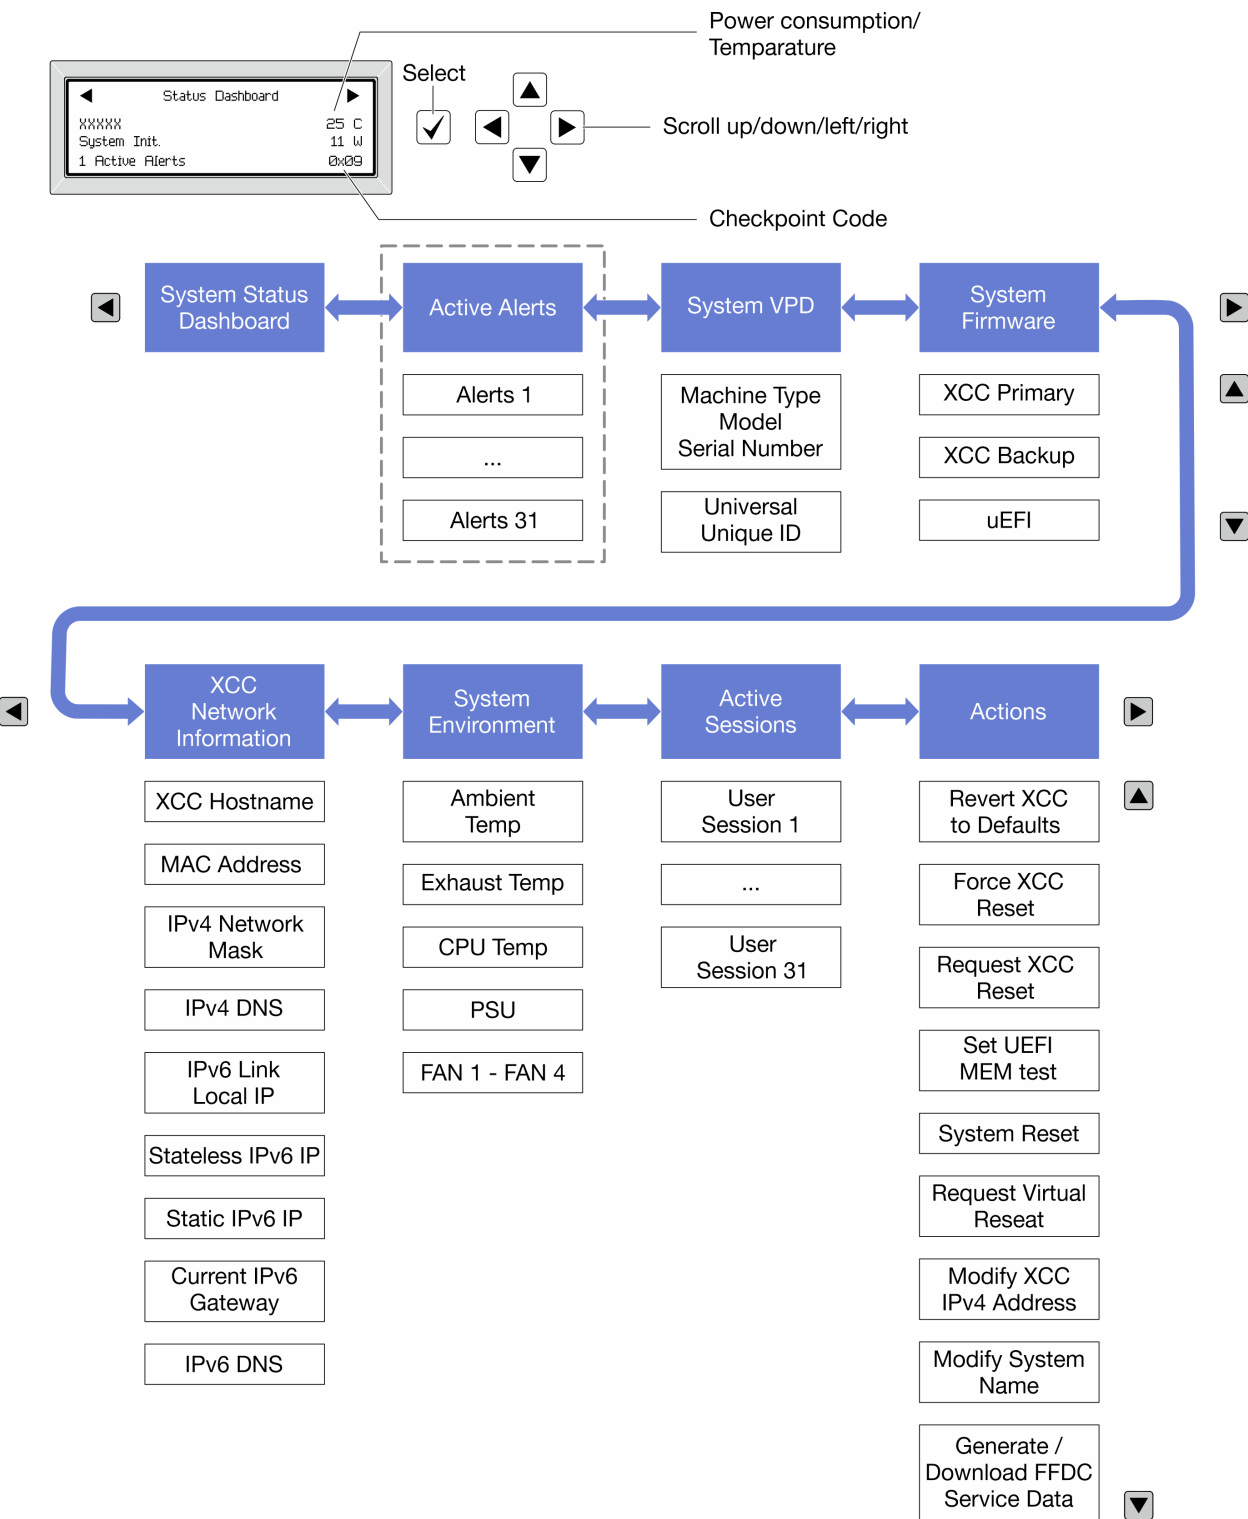 Power consumption/
Temparature
Select
Status Dashboard
XXXXX 25 C
System Init. 11 W
1 Active Alerts 0x09
Scroll up/down/left/right
Checkpoint Code
System Status
Dashboard
Active Alerts
System VPD
System
Firmware
Alerts 1
...
Alerts 31
Machine Type
Model
Serial Number
Universal
Unique ID
XCC Primary
XCC Backup
uEFI
XCC
Network
Information
System
Environment
Active
Sessions
Actions
XCC Hostname
MAC Address
IPv4 Network
Mask
IPv4 DNS
IPv6 Link
Local IP
Stateless IPv6 IP
Static IPv6 IP
Current IPv6
Gateway
IPv6 DNS
Ambient
Temp
Exhaust Temp
CPU Temp
PSU
FAN 1 - FAN 4
User
Session 1
...
User
Session 31
Revert XCC
to Defaults
Force XCC
Reset
Request XCC
Reset
Set UEFI
MEM test
System Reset
Request Virtual
Reseat
Modify XCC
IPv4 Address
Modify System
Name
Generate /
Download FFDC
Service Data